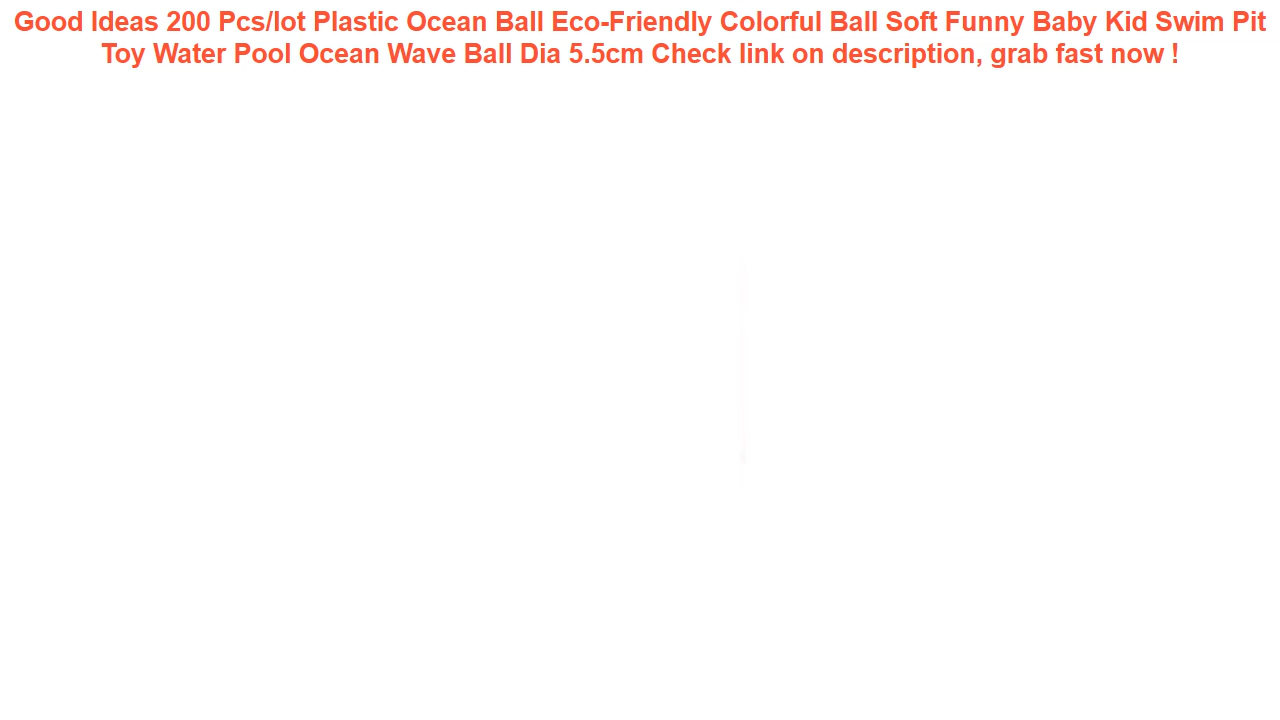 Good Ideas 200 Pcs/lot Plastic Ocean Ball Eco-Friendly Colorful Ball Soft Funny Baby Kid Swim Pit
Toy Water Pool Ocean Wave Ball Dia 5.5cm Check link on description, grab fast now !